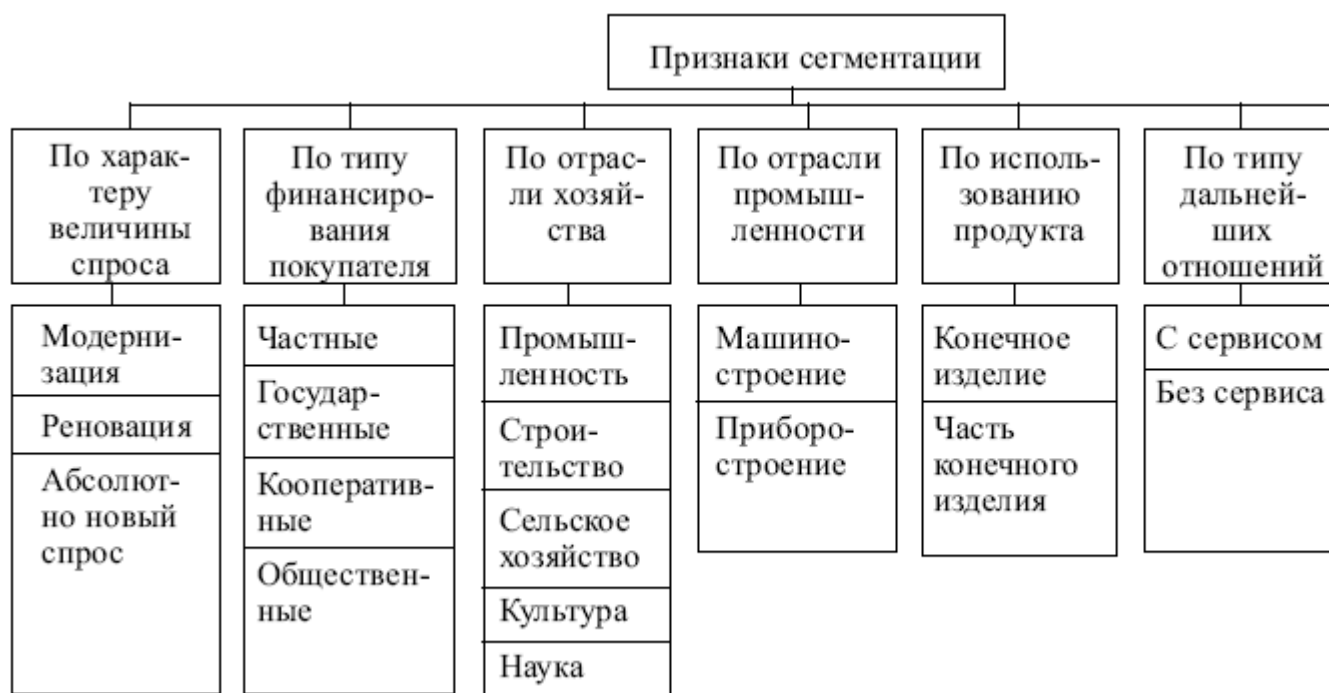 Признаки сегментации
По харак-
теру
величины
спроса
По типу
финансиро-
вания
покупателя
По отрас-
ли хозяй-
ства
По отрасли
промыш-
ленности
По исполь-
зованию
продукта
По типу
дальней-
ших
отношений
Модерни-
зация
Реновация
Абсолют-
но новый
спрос
Частные
Государ-
ственные
Кооператив-
ные
Обществен-
ные
Промыш-
ленность
Строи-
тельство
Сельское
хозяйство
Культура
Наука
Машино-
строение
Приборо-
строение
Конечное
изделие
Часть
конечного
изделия
С сервисом
Без сервиса